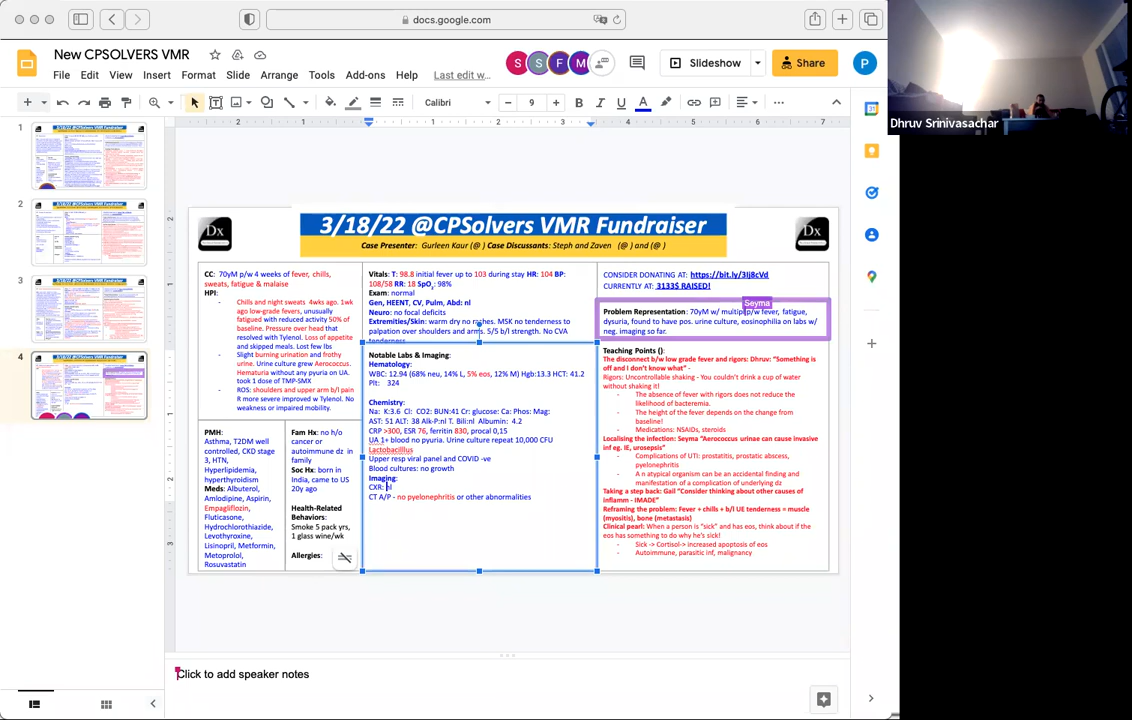 docs.google.com
New CPSOLVERS VMR
File Edit View Insert Format Slide Arrange Tools Add-ons Help Last edit w...
S S F M
Slideshow
Share
P
Calibri
9
B I U A
Dhruv Srinivasachar
1
2
3
4
2 1 1 2 3 4 5 6 7
Dx
3/18/22 @CPSolvers VMR Fundraiser
Case Presenter: Gurleen Kaur (@ ) Case Discussants: Steph and Zaven (@ ) and (@ )
Dx
CC: 70yM p/w 4 weeks of fever, chills,
sweats, fatigue & malaise
HPI:
- Chills and night sweats 4wks ago. 1wk
ago low-grade fevers, unusually
fatigued with reduced activity 50% of
baseline. Pressure over head that
resolved with Tylenol. Loss of appetite
and skipped meals. Lost few lbs
- Slight burning urination and frothy
urine. Urine culture grew Aerococcus.
Hematuria without any pyuria on UA.
took 1 dose of TMP-SMX
- ROS: shoulders and upper arm b/l pain
R more severe improved w Tylenol. No
weakness or impaired mobility.
PMH:
Asthma, T2DM well
controlled, CKD stage
3, HTN,
Hyperlipidemia,
hyperthyroidism
Meds: Albuterol,
Amlodipine, Aspirin,
Empagliflozin,
Fluticasone,
Hydrochlorothiazide,
Levothyroxine,
Lisinopril, Metformin,
Metoprolol,
Rosuvastatin
Fam Hx: no h/o
cancer or
autoimmune dz in
family
Soc Hx: born in
India, came to US
20y ago
Health-Related
Behaviors:
Smoke 5 pack yrs,
1 glass wine/wk
Allergies:
Vitals: T: 98.8 initial fever up to 103 during stay HR: 104 BP:
108/58 RR: 18 SpO2: 98%
Exam: normal
Gen, HEENT, CV, Pulm, Abd: nl
Neuro: no focal deficits
Extremities/Skin: warm dry no rashes. MSK no tenderness to
palpation over shoulders and arms. 5/5 b/l strength. No CVA
tenderness
Notable Labs & Imaging:
Hematology:
WBC: 12.94 (68% neu, 14% L, 5% eos, 12% M) Hgb:13.3 HCT: 41.2
Plt: 324
Chemistry:
Na: K:3.6 Cl: CO2: BUN:41 Cr: glucose: Ca: Phos: Mag:
AST: 51 ALT: 38 Alk-P:nl T. Bili:nl Albumin: 4.2
CRP >300, ESR 76, ferritin 830, procal 0,15
UA 1+ blood no pyuria. Urine culture repeat 10,000 CFU
Lactobacilllus
Upper resp viral panel and COVID -ve
Blood cultures: no growth
Imaging:
CXR: nl
CT A/P - no pyelonephritis or other abnormalities
CONSIDER DONATING AT: https://bit.ly/3Ij8cVd
CURRENTLY AT: 3133$ RAISED!
Seyma
Problem Representation: 70yM w/ multip p/w fever, fatigue,
dysuria, found to have pos. urine culture, eosinophilia on labs w/
neg. imaging so far.
Teaching Points ():
The disconnect b/w low grade fever and rigors: Dhruv: "Something is
off and I don't know what" -
Rigors: Uncontrollable shaking - You couldn't drink a cup of water
without shaking it!
- The absence of fever with rigors does not reduce the
likelihood of bacteremia.
- The height of the fever depends on the change from
baseline!
- Medications: NSAIDs, steroids
Localising the infection: Seyma "Aerococcus urinae can cause invasive
inf eg. IE, urosepsis"
- Complications of UTI: prostatitis, prostatic abscess,
pyelonephritis
- A n atypical organism can be an accidental finding and
manifestation of a complication of underlying dz
Taking a step back: Gail "Consider thinking about other causes of
inflamm - IMADE"
Reframing the problem: Fever + chills + b/l UE tenderness = muscle
(myositis), bone (metastasis)
Clinical pearl: When a person is "sick" and has eos, think about if the
eos has something to do why he's sick!
- Sick -> Cortisol-> increased apoptosis of eos
- Autoimmune, parasitic inf, malignancy
Click to add speaker notes